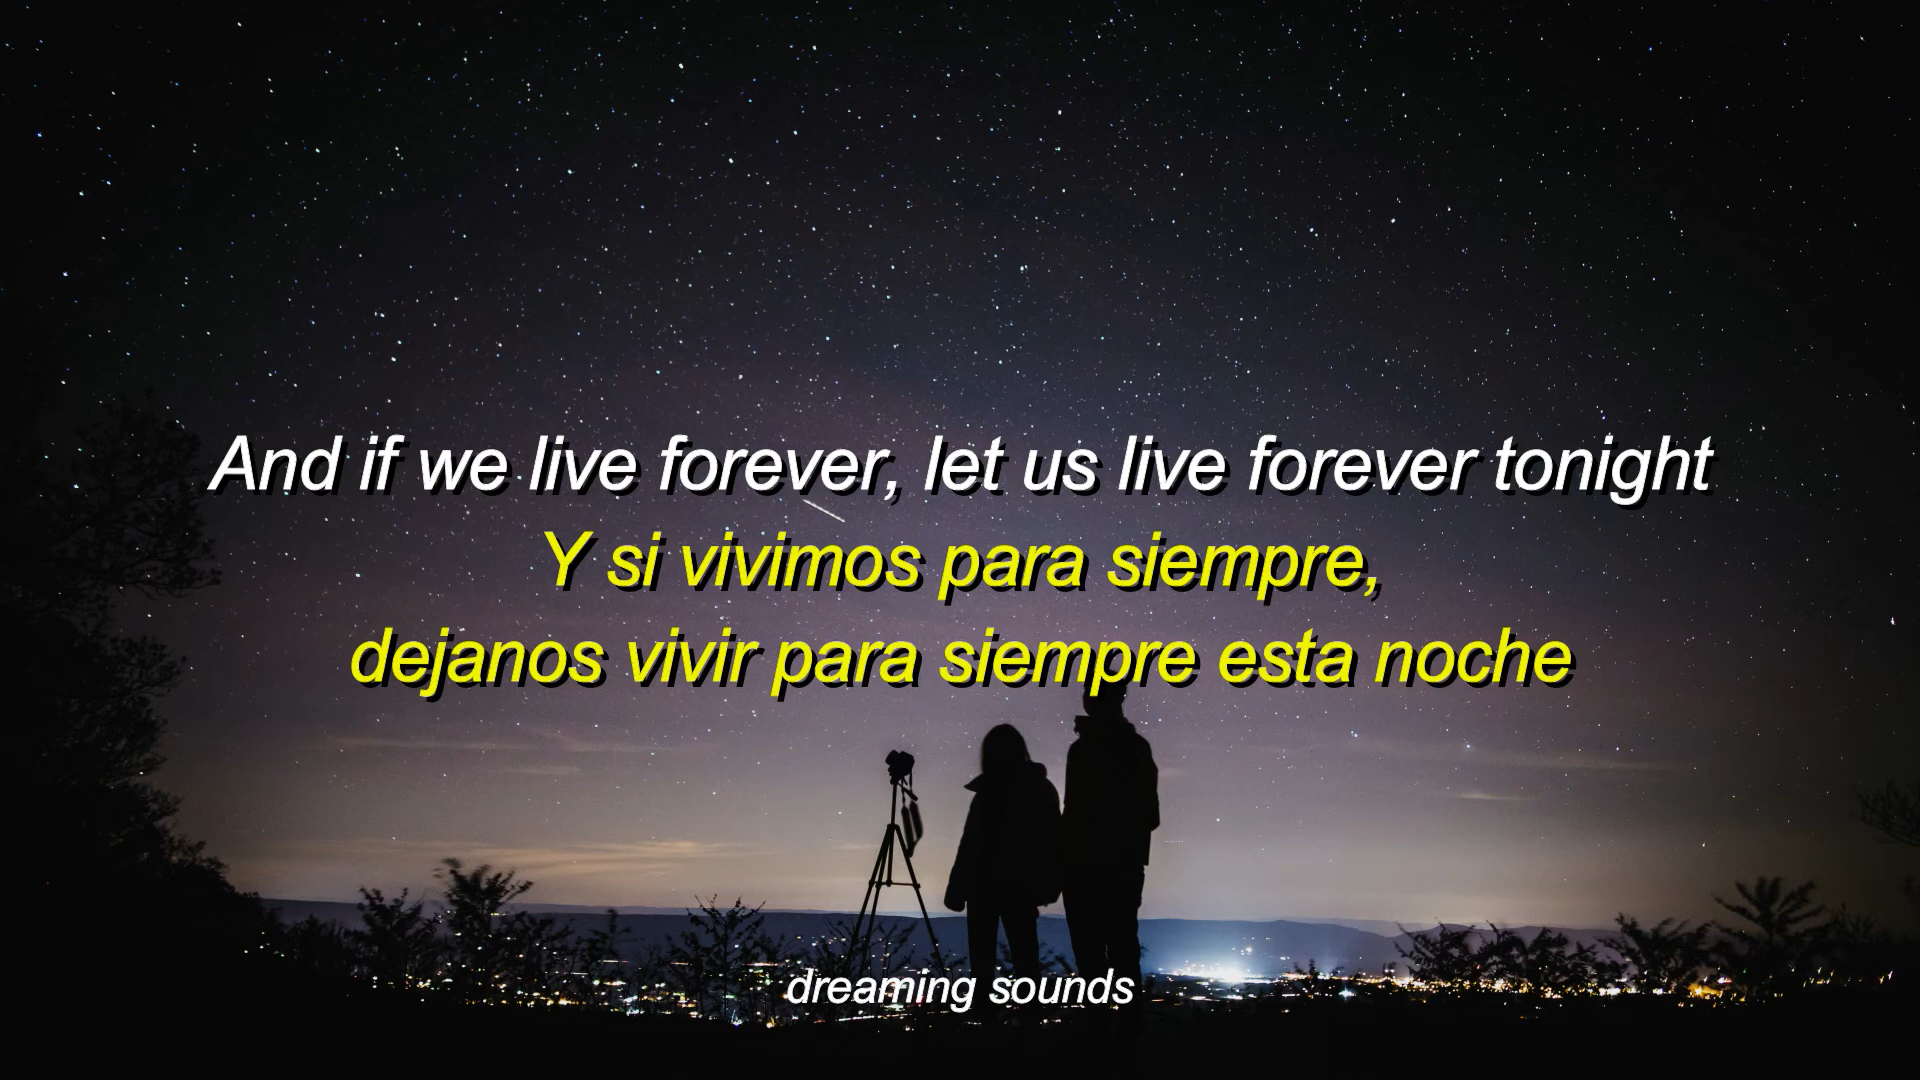 And if we live forever, let us live forever tonight
Y si vivimos para siempre,
dejanos vivir para siempre esta noche
dreaming sounds